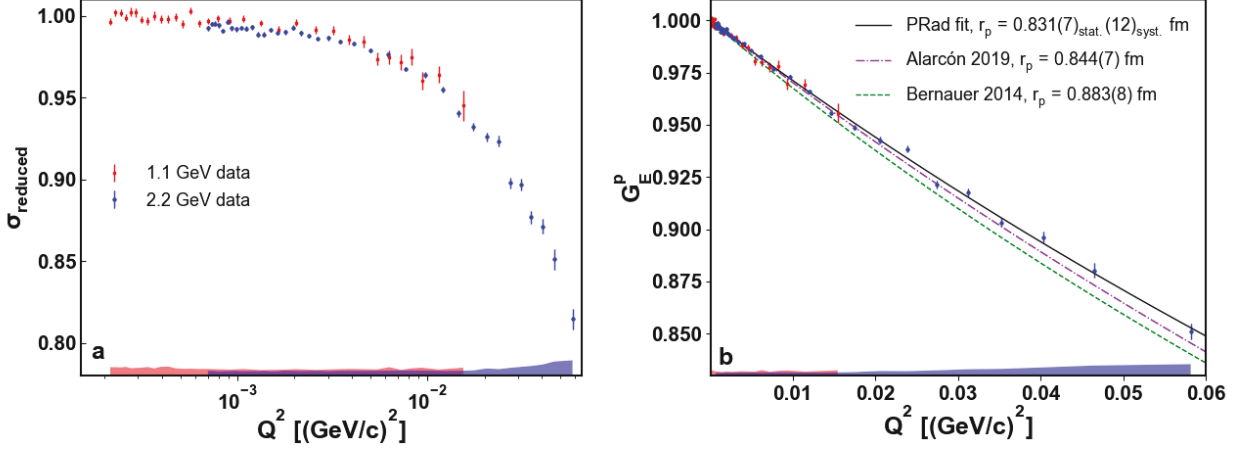 1.00
0.95
0.90
0.85
0.80
σreduced
1.1 GeV data
2.2 GeV data
a
10⁻³
10⁻²
Q² [(GeV/c)²]
1.000
0.975
0.950
0.925
0.900
0.875
0.850
GᵖE
PRad fit, rp = 0.831(7)stat.(12)syst. fm
Alarcón 2019, rp = 0.844(7) fm
Bernauer 2014, rp = 0.883(8) fm
b
0.01
0.02
0.03
0.04
0.05
0.06
Q² [(GeV/c)²]